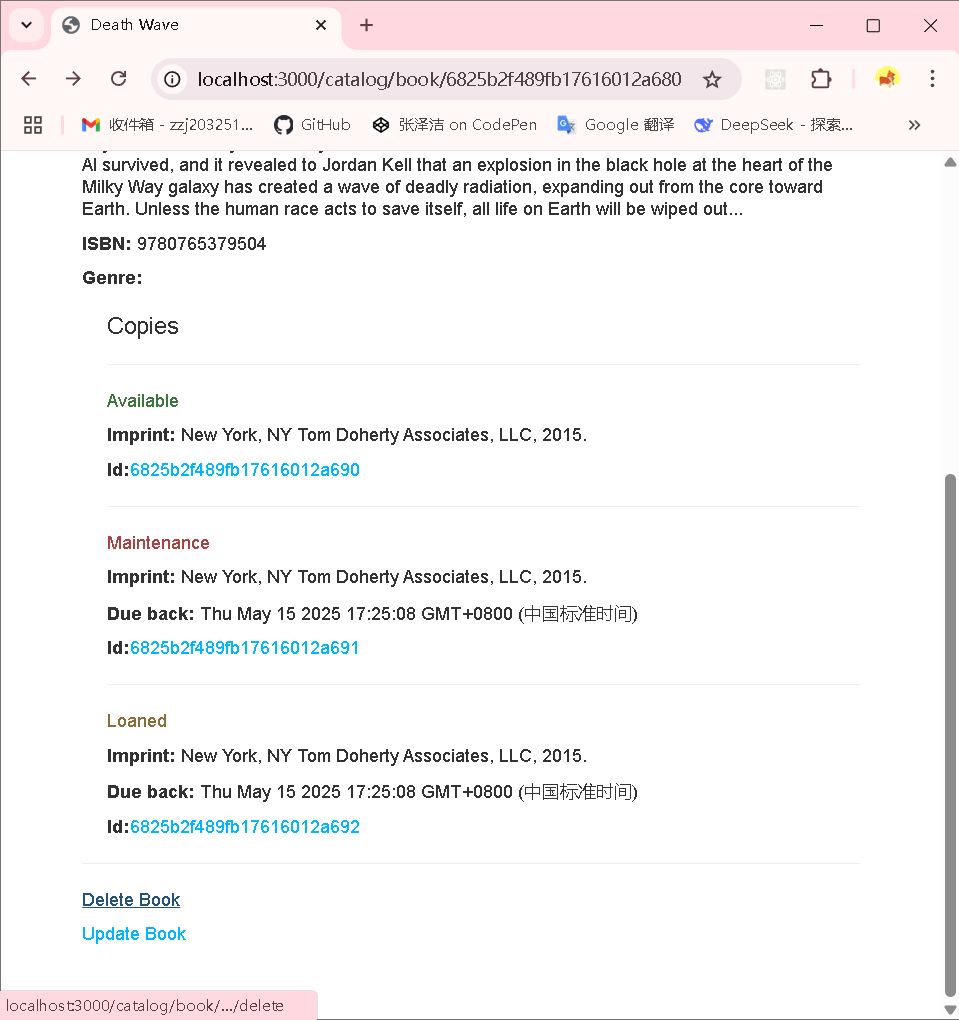 Death Wave
localhost:3000/catalog/book/6825b2f489fb17616012a680
收件箱 - zzj203251...
GitHub
张泽洁 on CodePen
Google 翻译
DeepSeek - 探索...
AI survived, and it revealed to Jordan Kell that an explosion in the black hole at the heart of the
Milky Way galaxy has created a wave of deadly radiation, expanding out from the core toward
Earth. Unless the human race acts to save itself, all life on Earth will be wiped out...
ISBN: 9780765379504
Genre:
Copies
Available
Imprint: New York, NY Tom Doherty Associates, LLC, 2015.
Id:6825b2f489fb17616012a690
Maintenance
Imprint: New York, NY Tom Doherty Associates, LLC, 2015.
Due back: Thu May 15 2025 17:25:08 GMT+0800 (中国标准时间)
Id:6825b2f489fb17616012a691
Loaned
Imprint: New York, NY Tom Doherty Associates, LLC, 2015.
Due back: Thu May 15 2025 17:25:08 GMT+0800 (中国标准时间)
Id:6825b2f489fb17616012a692
Delete Book
Update Book
localhost:3000/catalog/book/.../delete